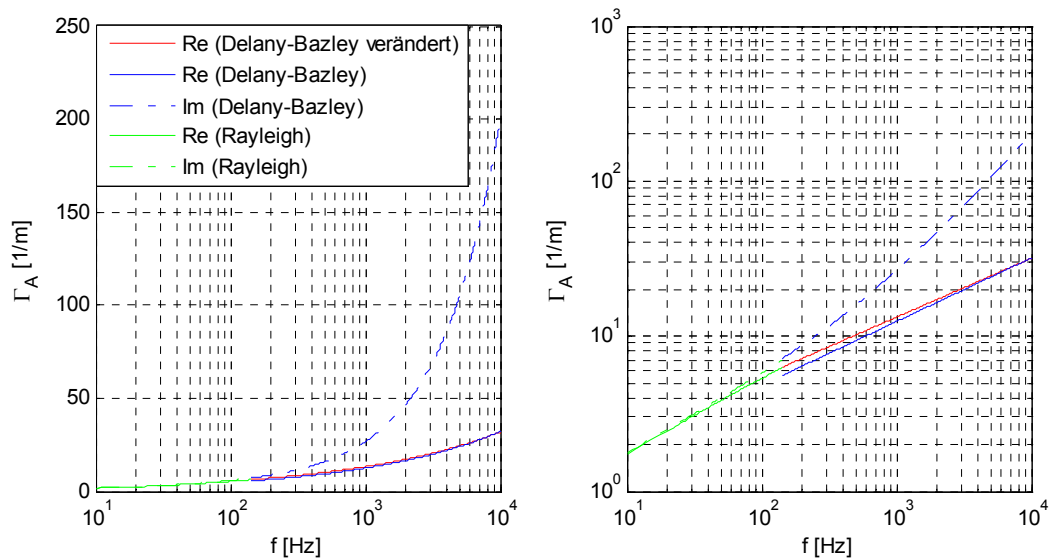 Re (Delany-Bazley verändert)
Re (Delany-Bazley)
Im (Delany-Bazley)
Re (Rayleigh)
Im (Rayleigh)
250
200
150
100
50
0
Γ_A [1/m]
10^1 10^2 10^3 10^4
f [Hz]
10^3
10^2
10^1
10^0
Γ_A [1/m]
10^1 10^2 10^3 10^4
f [Hz]